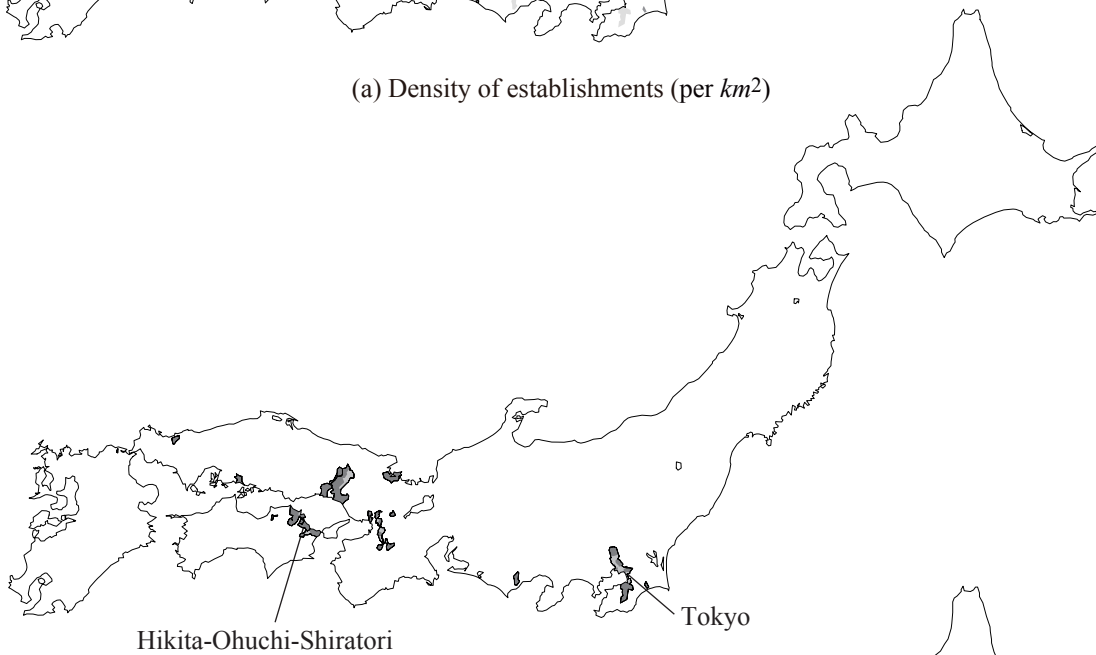 (a) Density of establishments (per km²)
Tokyo
Hikita-Ohuchi-Shiratori